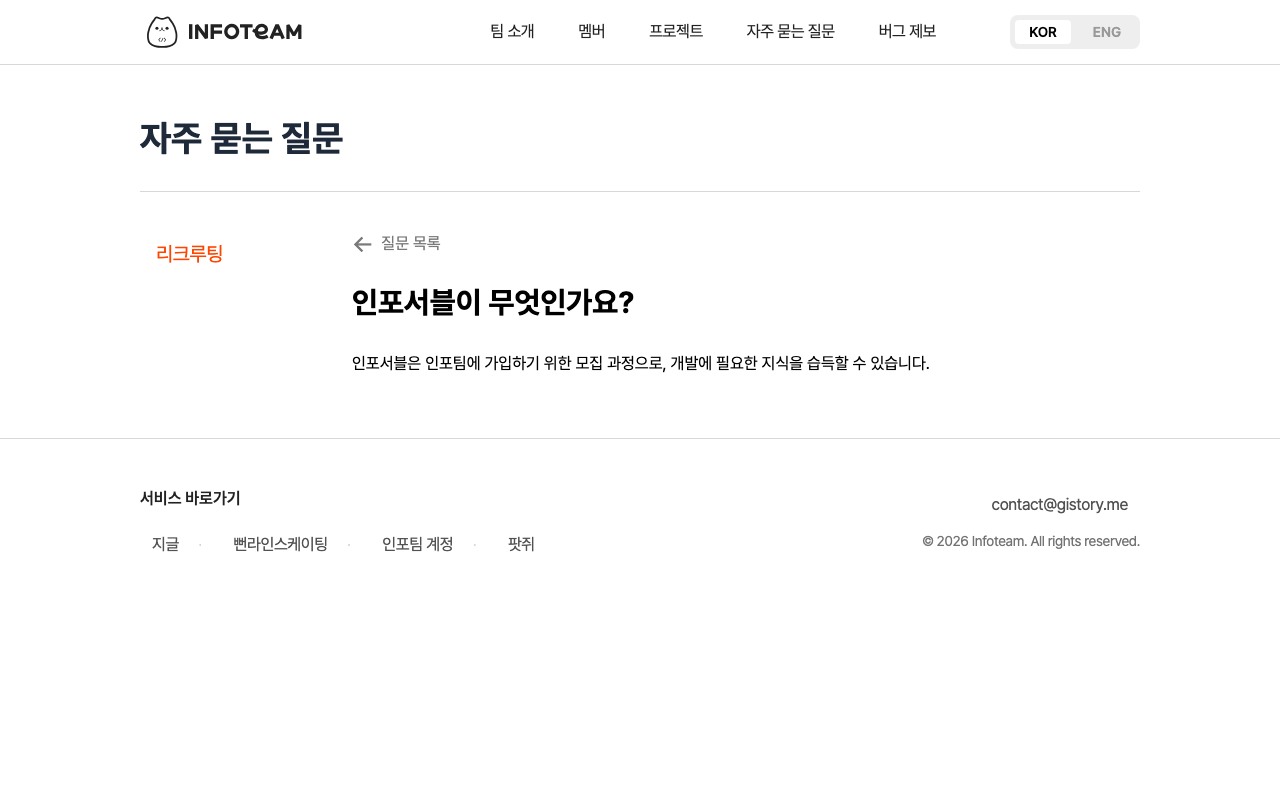 INFOTEAM
팀 소개
멤버
프로젝트
자주 묻는 질문
버그 제보
KOR
ENG
자주 묻는 질문
리크루팅
질문 목록
인포서블이 무엇인가요?
인포서블은 인포팀에 가입하기 위한 모집 과정으로, 개발에 필요한 지식을 습득할 수 있습니다.
서비스 바로가기
지글 · 뻔라인스케이팅 · 인포팀 계정 · 팟쥐
contact@gistory.me
© 2026 Infoteam. All rights reserved.